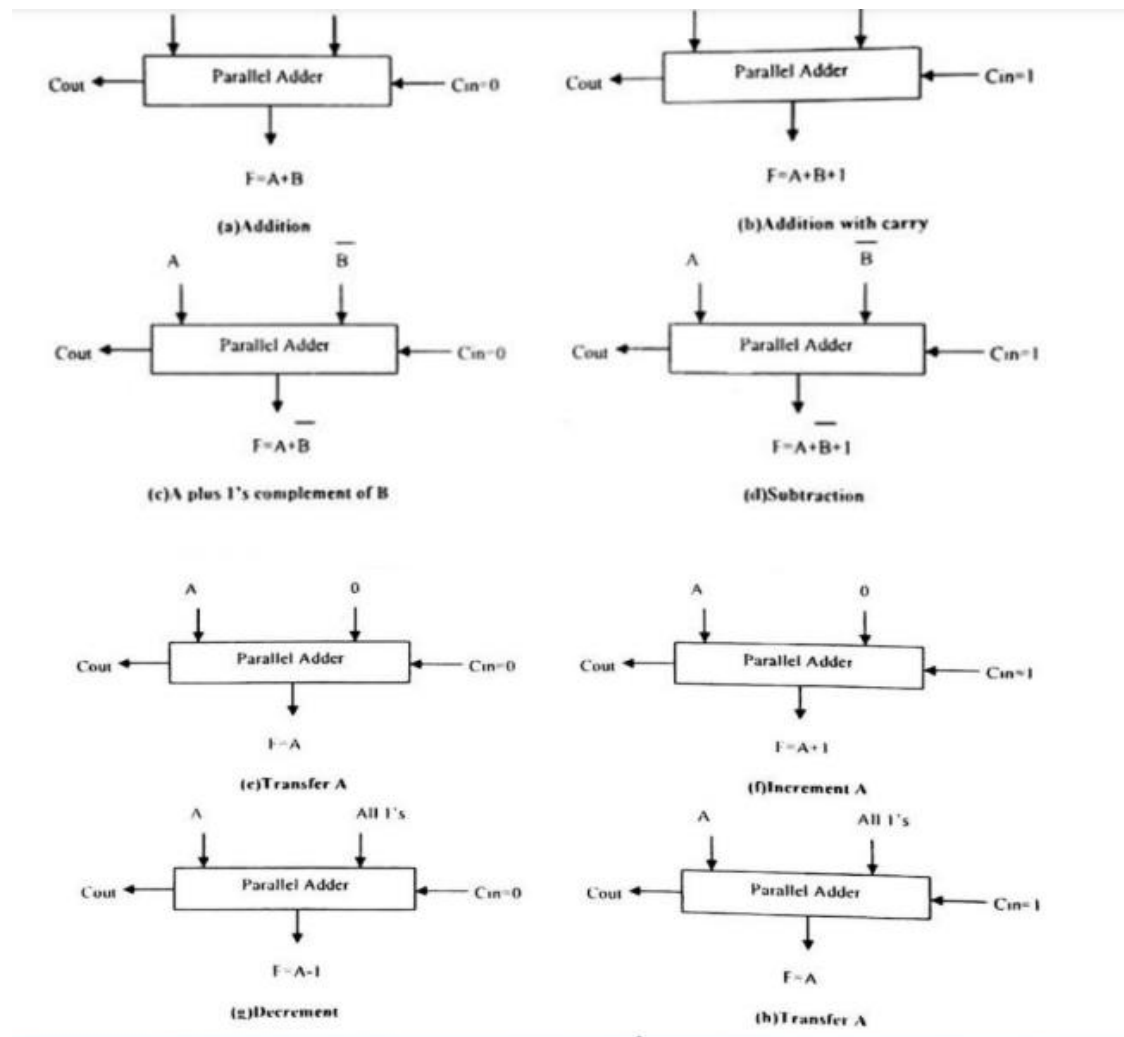 Parallel Adder
Cout
Cin=0
F=A+B
(a)Addition
Parallel Adder
Cout
Cin=1
F=A+B+1
(b)Addition with carry
A
B̅
Parallel Adder
Cout
Cin=0
F=A+B̅
(c)A plus 1's complement of B
A
B̅
Parallel Adder
Cout
Cin=1
F=A+B̅+1
(d)Subtraction
A
0
Parallel Adder
Cout
Cin=0
F=A
(e)Transfer A
A
0
Parallel Adder
Cout
Cin=1
F=A+1
(f)Increment A
A
All 1's
Parallel Adder
Cout
Cin=0
F=A-1
(g)Decrement
A
All 1's
Parallel Adder
Cout
Cin=1
F=A
(h)Transfer A